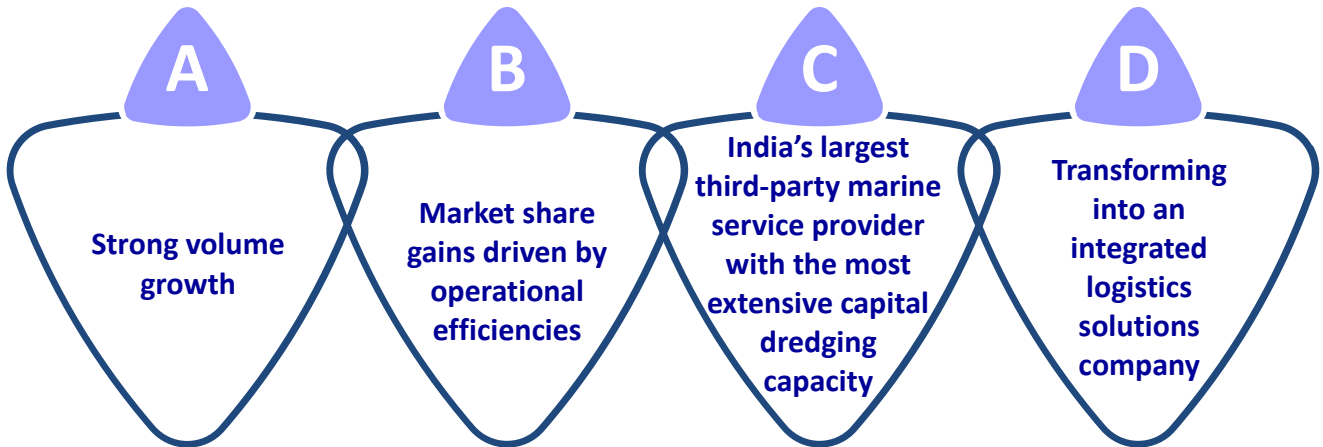 A
Strong volume
growth
B
Market share
gains driven by
operational
efficiencies
C
India’s largest
third-party marine
service provider
with the most
extensive capital
dredging
capacity
D
Transforming
into an
integrated
logistics
solutions
company